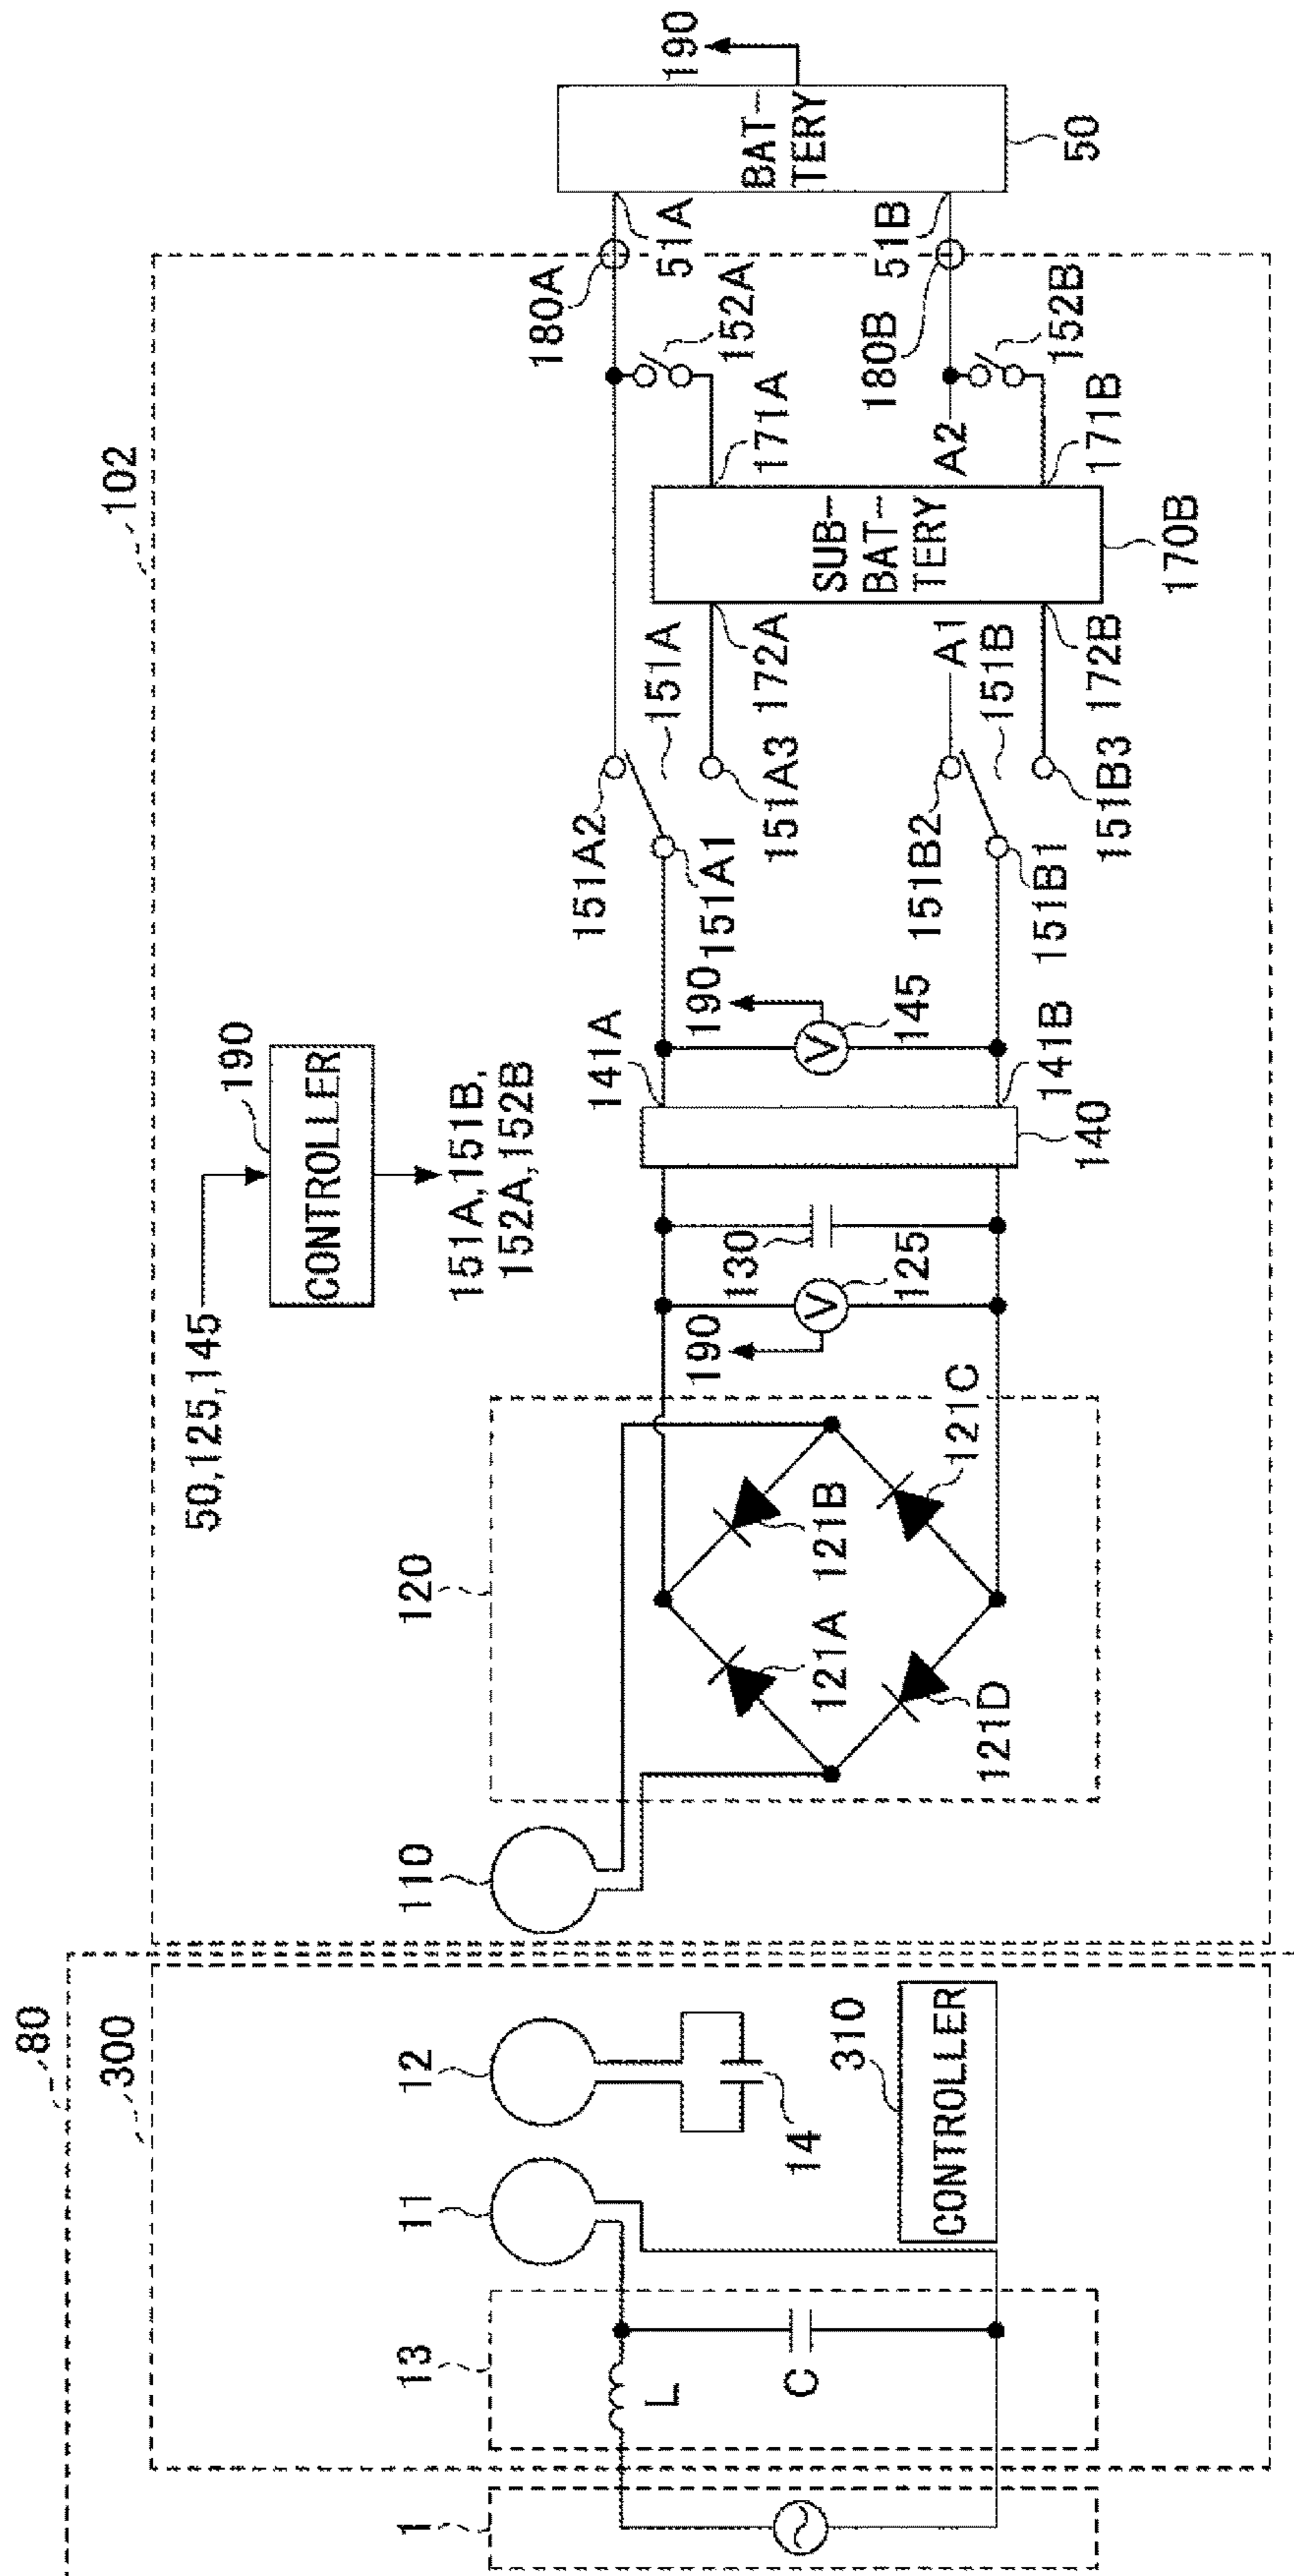 80
300
1
13
L
C
11
12
14
310
CONTROLLER
102
110
120
121A
121B
121C
121D
50,125,145
190
CONTROLLER
151A,151B,
152A,152B
190
125
130
140
141A
141B
190
145
151A1
151A2
151A
151A3
151B1
151B2
151B
151B3
A1
172A
172B
SUB-
BAT-
TERY
170B
171A
171B
A2
152A
152B
180A
180B
51A
51B
BAT-
TERY
50
190